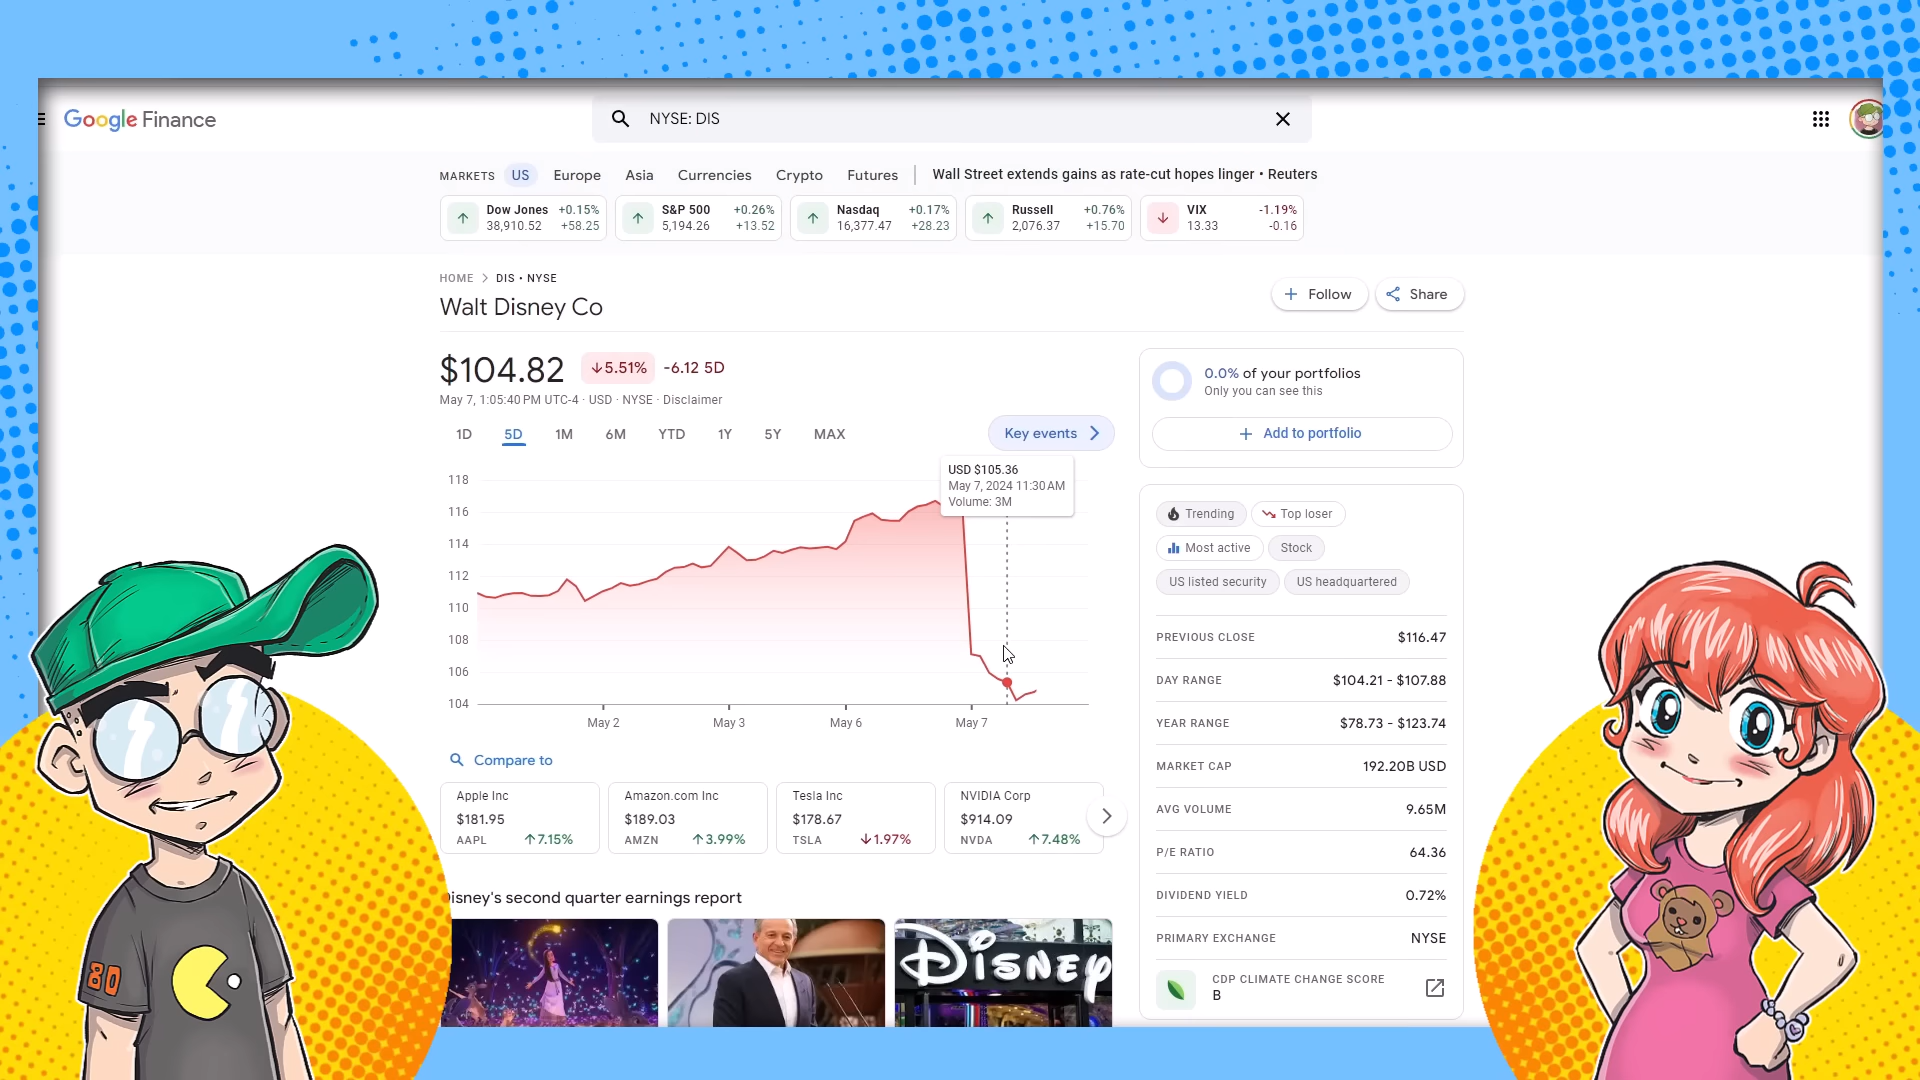 Google Finance
NYSE: DIS
MARKETS US Europe Asia Currencies Crypto Futures Wall Street extends gains as rate-cut hopes linger • Reuters
Dow Jones +0.15% S&P 500 +0.26% Nasdaq +0.17% Russell +0.76% VIX -1.19%
38,910.52 +58.25 5,194.26 +13.52 16,377.47 +28.23 2,076.37 +15.70 13.33 -0.16
HOME > DIS • NYSE
Walt Disney Co
+ Follow Share
$104.82 ↓5.51% -6.12 5D
May 7, 1:05:40 PM UTC-4 · USD · NYSE · Disclaimer
1D 5D 1M 6M YTD 1Y 5Y MAX
Key events
USD $105.36
May 7, 2024 11:30 AM
Volume: 3M
118
116
114
112
110
108
106
104
May 2 May 3 May 6 May 7
Compare to
Apple Inc
$181.95
AAPL ↑7.15%
Amazon.com Inc
$189.03
AMZN ↑3.99%
Tesla Inc
$178.67
TSLA ↓1.97%
NVIDIA Corp
$914.09
NVDA ↑7.48%
isney's second quarter earnings report
DISNEY
0.0% of your portfolios
Only you can see this
+ Add to portfolio
Trending Top loser
Most active Stock
US listed security US headquartered
PREVIOUS CLOSE $116.47
DAY RANGE $104.21 - $107.88
YEAR RANGE $78.73 - $123.74
MARKET CAP 192.20B USD
AVG VOLUME 9.65M
P/E RATIO 64.36
DIVIDEND YIELD 0.72%
PRIMARY EXCHANGE NYSE
CDP CLIMATE CHANGE SCORE
B
80